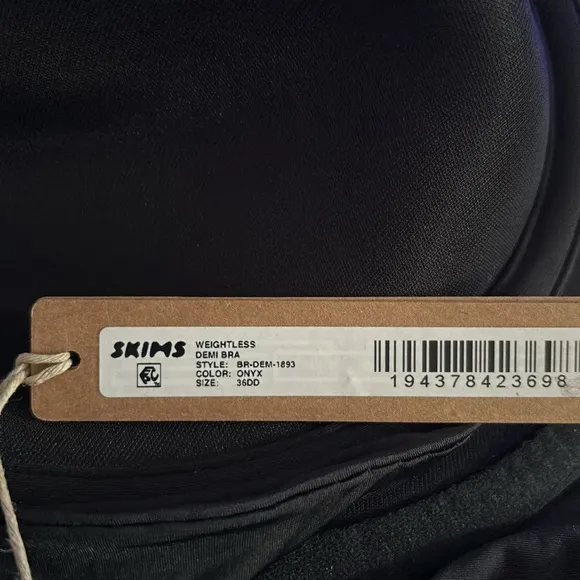 SKIMS
WEIGHTLESS
DEMI BRA
STYLE: BR-DEM-1893
COLOR: ONYX
SIZE: 36DD
194378423698